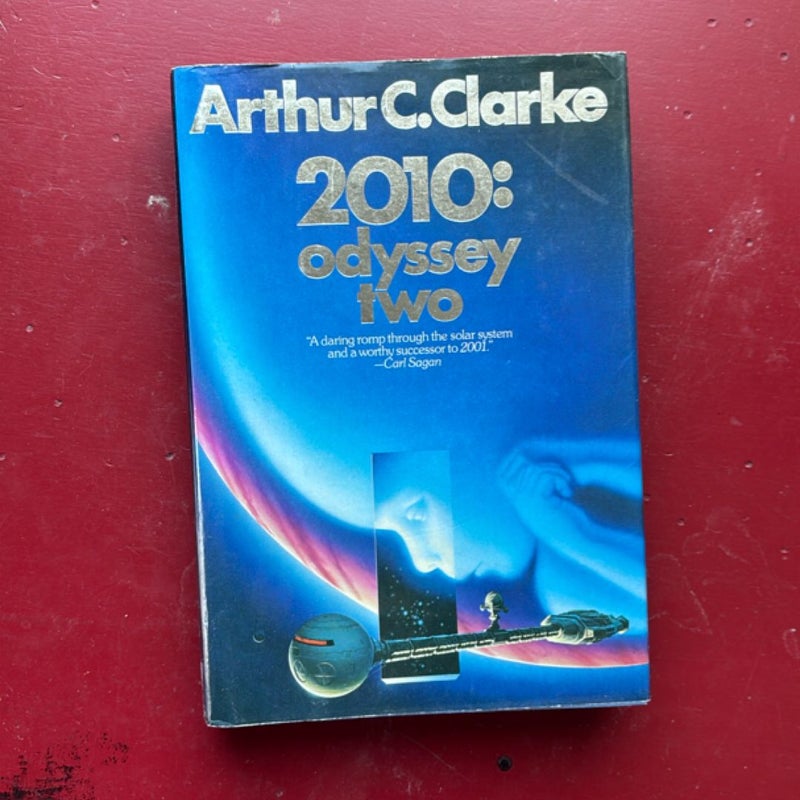 Arthur C. Clarke
2010:
odyssey
two
"A daring romp through the solar system
and a worthy successor to 2001."
—Carl Sagan